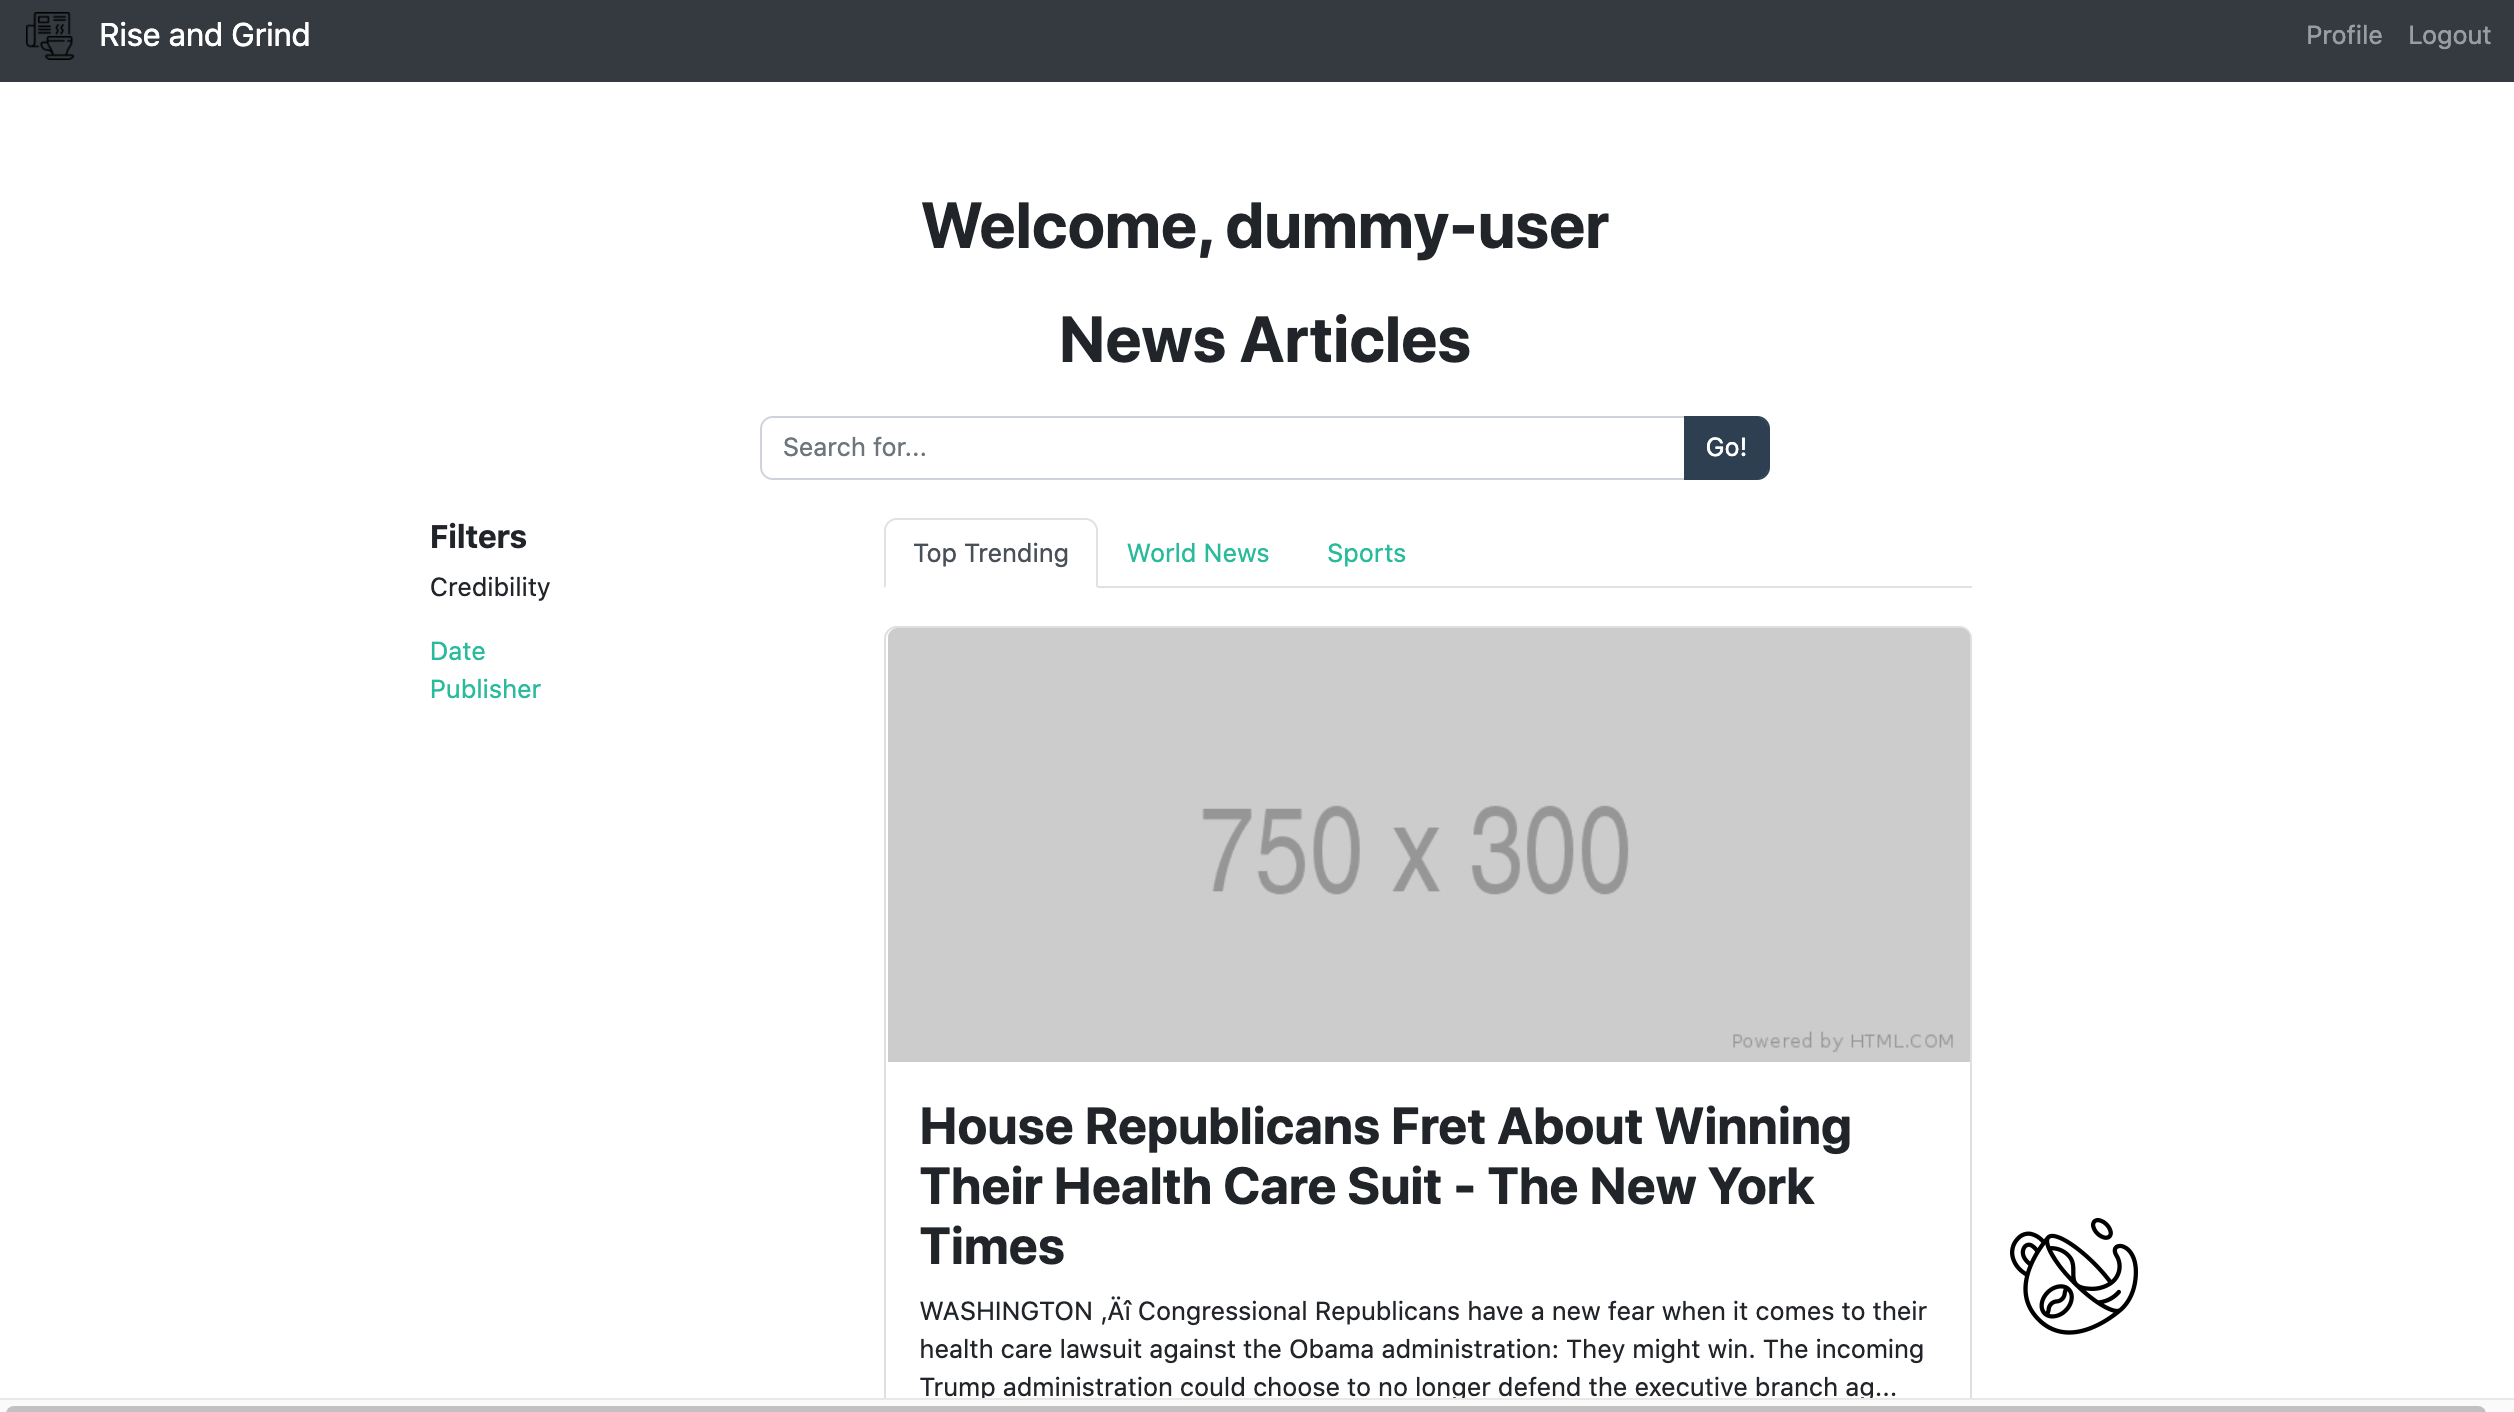 Rise and Grind
Profile
Logout
Welcome, dummy-user
News Articles
Search for...
Go!
Filters
Credibility
Date
Publisher
Top Trending
World News
Sports
750 x 300
Powered by HTML.COM
House Republicans Fret About Winning
Their Health Care Suit - The New York
Times
WASHINGTON ‚Äî Congressional Republicans have a new fear when it comes to their
health care lawsuit against the Obama administration: They might win. The incoming
Trump administration could choose to no longer defend the executive branch ag...